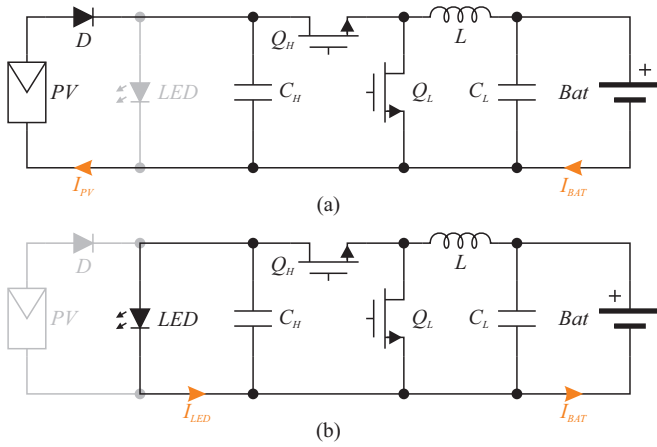 D
Q_H
L
PV
LED
C_H
Q_L
C_L
Bat
+
I_PV
I_BAT
(a)
D
Q_H
L
PV
LED
C_H
Q_L
C_L
Bat
+
I_LED
I_BAT
(b)